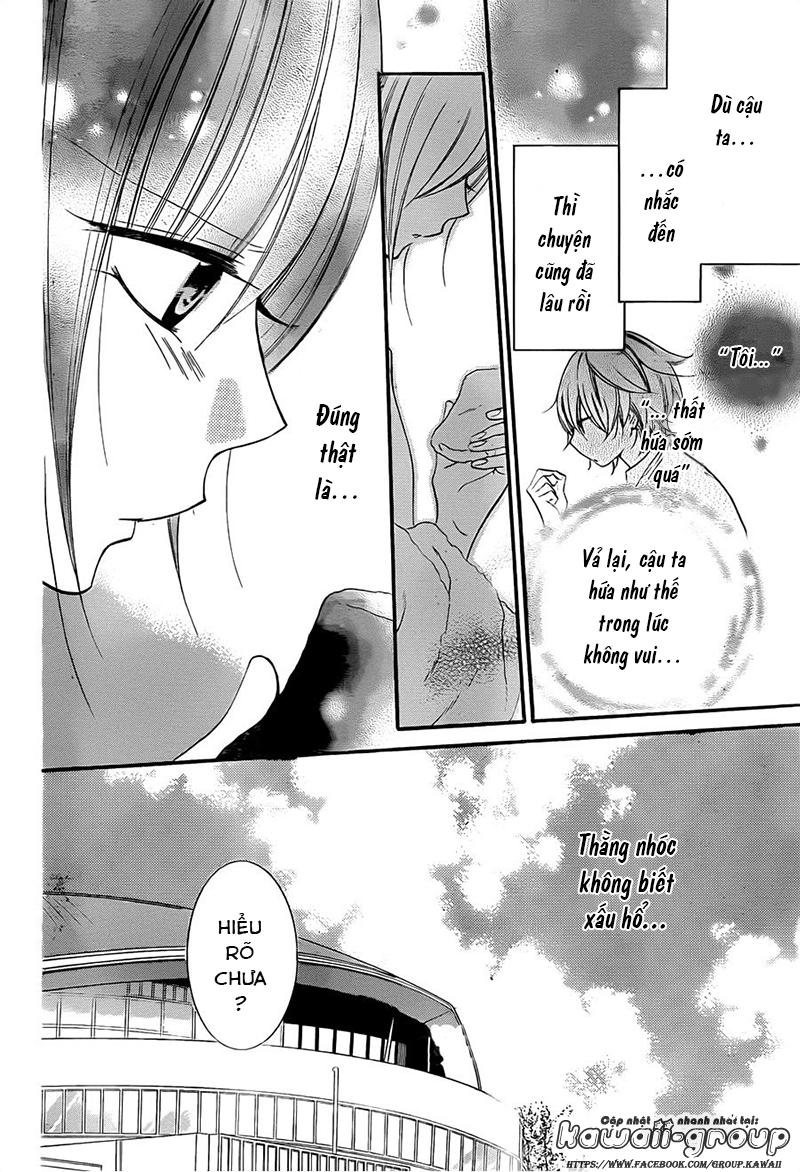 Dù cậu
ta...
...có
nhắc
đến
Thì
chuyện
cũng đã
lâu rồi
“Tôi...”
“... thất
hứa sớm
quá”
Vả lại, cậu ta
hứa như thế
trong lúc
không vui...
Đúng
thật
là...
Thằng nhóc
không biết
xấu hổ...
HIỂU
RÕ
CHƯA
?
Cập nhật nhanh nhất tại:
kawaii-group
HTTPS://WWW.FACEBOOK.COM/GROUP.KAWAII